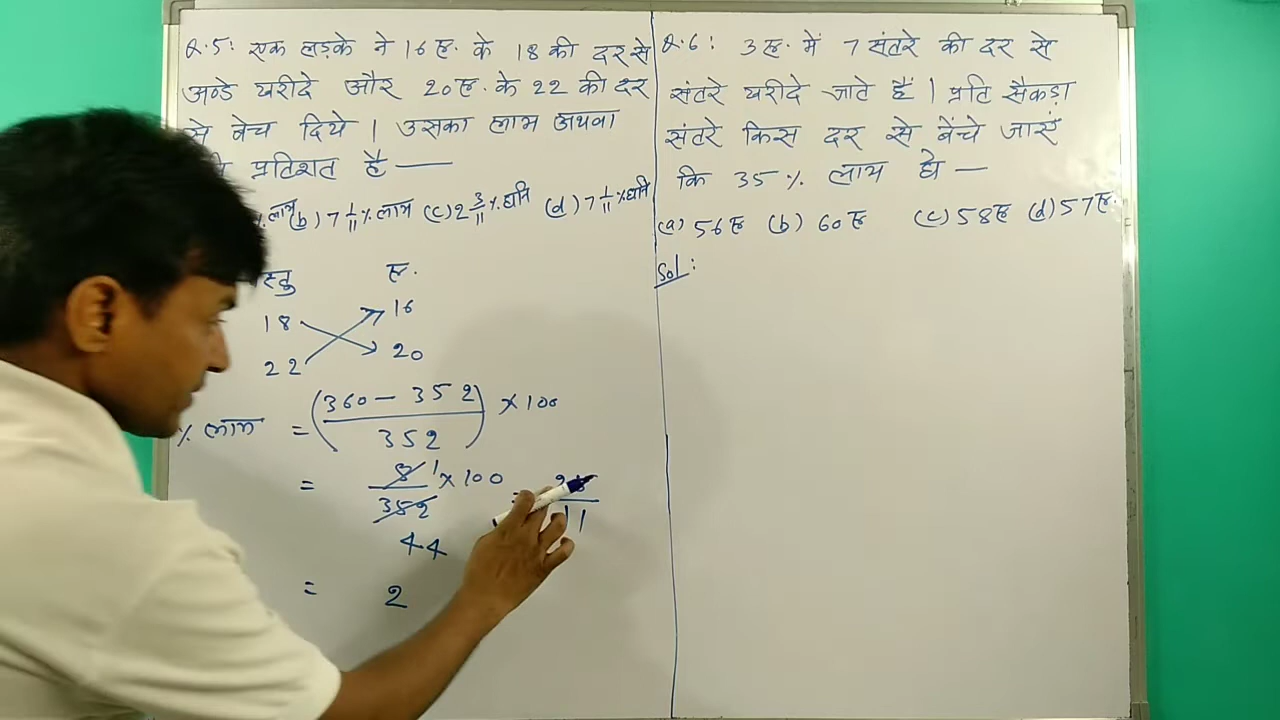 Q.5: एक लड़के ने 16 रू. के 18 की दर से
अण्डे खरीदे और 20 रू. के 22 की दर
से बेच दिये । उसका लाभ अथवा
प्रतिशत है —
% लाभ (b) 7 1/11 % लाभ (c) 2 3/11 % हानि (d) 7 1/11 % हानि
रू.
18 16
22 20
% लाभ = (360 - 352 / 352) × 100
= 8 1 / 352 × 100 = / 11
44
= 2
Q.6: 3 रू. में 7 संतरे की दर से
संतरे खरीदे जाते हैं । प्रति सैकड़ा
संतरे किस दर से बेंचे जाएं
कि 35 % लाभ हो —
(a) 56 रू (b) 60 रू (c) 58 रू (d) 57 रू.
Sol: